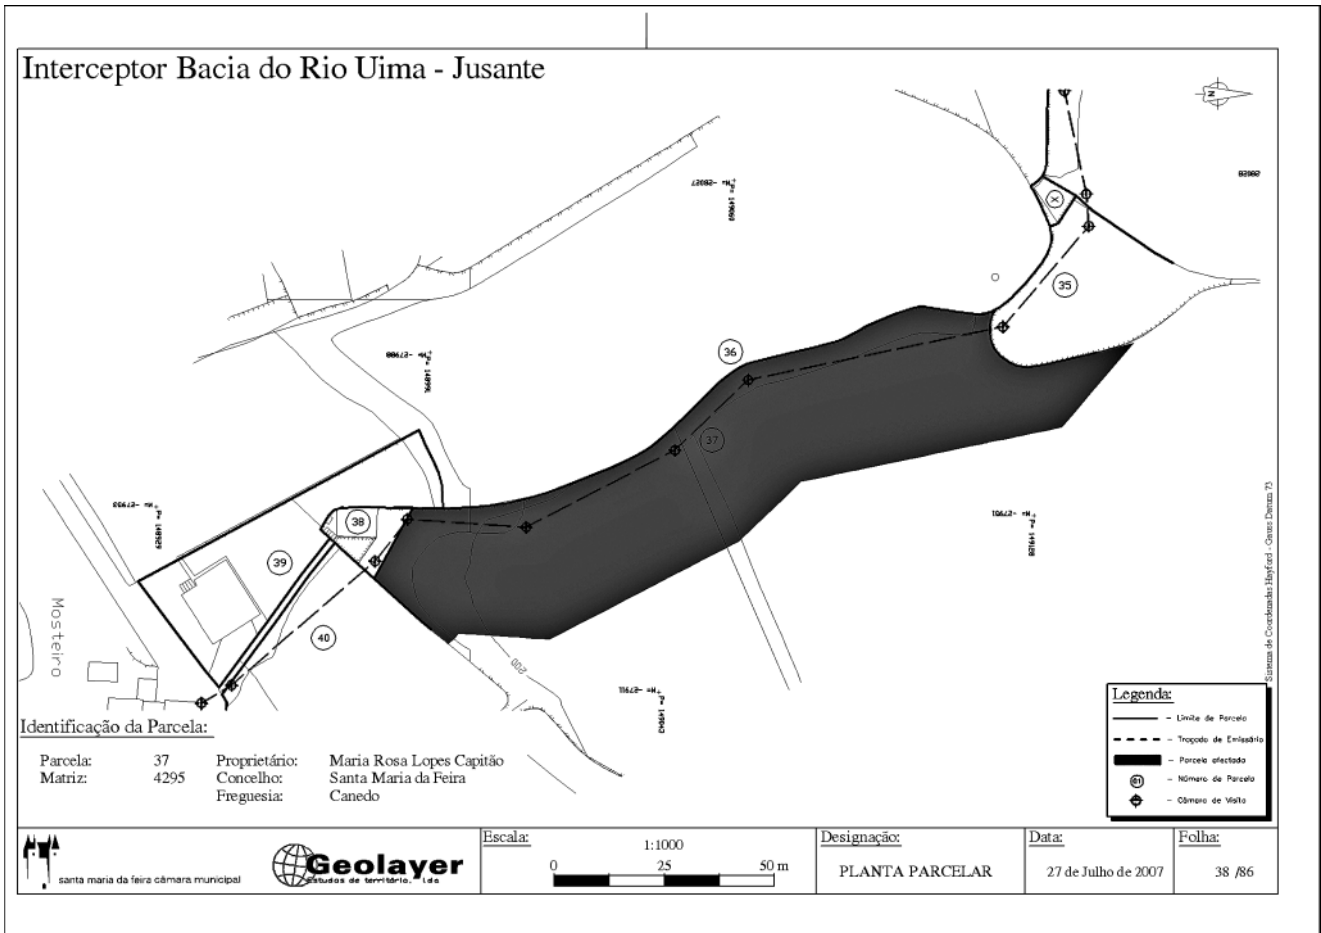 Interceptor Bacia do Rio Uima - Jusante
N
28028
X
35
36
37
38
39
40
200
Mosteiro
Sistema de Coordenadas Hayford - Gauss Datum 73
Identificação da Parcela:
Parcela: 37 Proprietário: Maria Rosa Lopes Capitão
Matriz: 4295 Concelho: Santa Maria da Feira
Freguesia: Canedo
Legenda:
- Limite de Parcela
- Traçado de Emissário
- Parcela afectada
01 - Número de Parcela
- Câmara de Visita
santa maria da feira câmara municipal
Geolayer
Estudos de território, lda
Escala:
1:1000
0 25 50 m
Designação:
PLANTA PARCELAR
Data:
27 de Julho de 2007
Folha:
38 /86